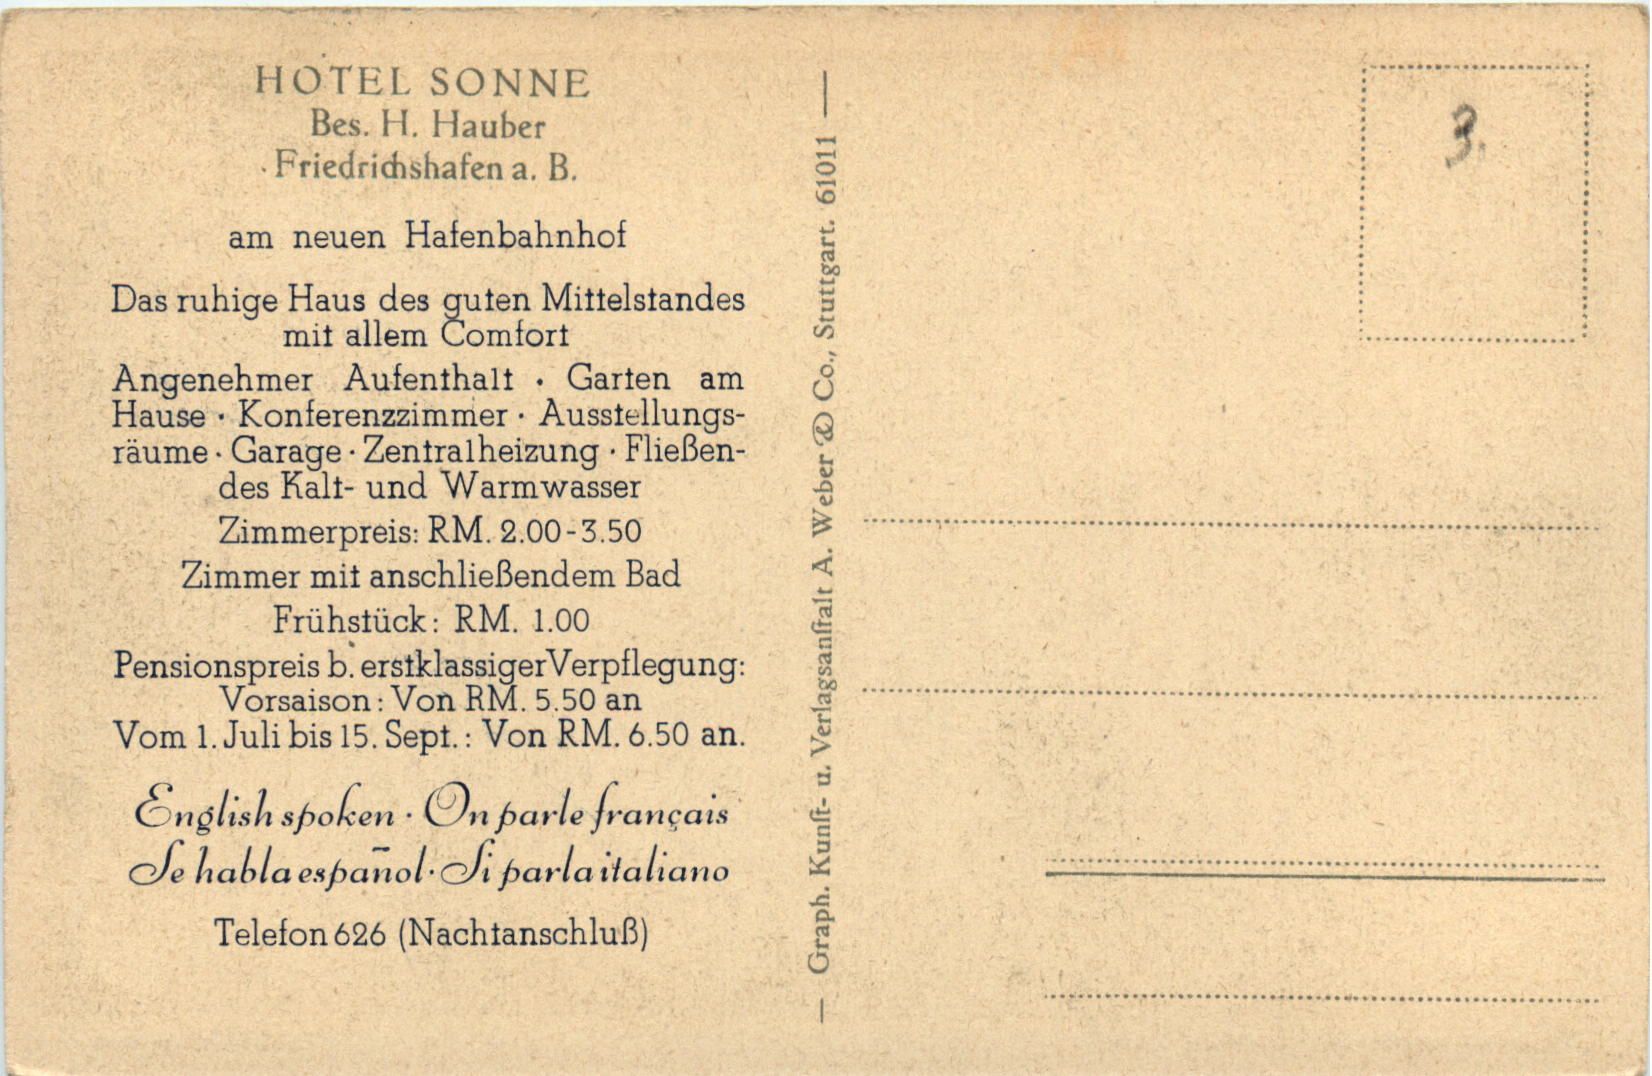 HOTEL SONNE
Bes. H. Hauber
Friedrichshafen a. B.
am neuen Hafenbahnhof
Das ruhige Haus des guten Mittelstandes
mit allem Comfort
Angenehmer Aufenthalt · Garten am
Hause · Konferenzzimmer · Ausstellungs-
räume · Garage · Zentralheizung · Fließen-
des Kalt- und Warmwasser
Zimmerpreis: RM. 2.00-3.50
Zimmer mit anschließendem Bad
Frühstück: RM. 1.00
Pensionspreis b. erstklassiger Verpflegung:
Vorsaison: Von RM. 5.50 an
Vom 1. Juli bis 15. Sept.: Von RM. 6.50 an.
English spoken · On parle français
Se habla español · Si parla italiano
Telefon 626 (Nachtanschluß)
— Graph. Kunſt- u. Verlagsanſtalt A. Weber & Co., Stuttgart. 61011 —
3.